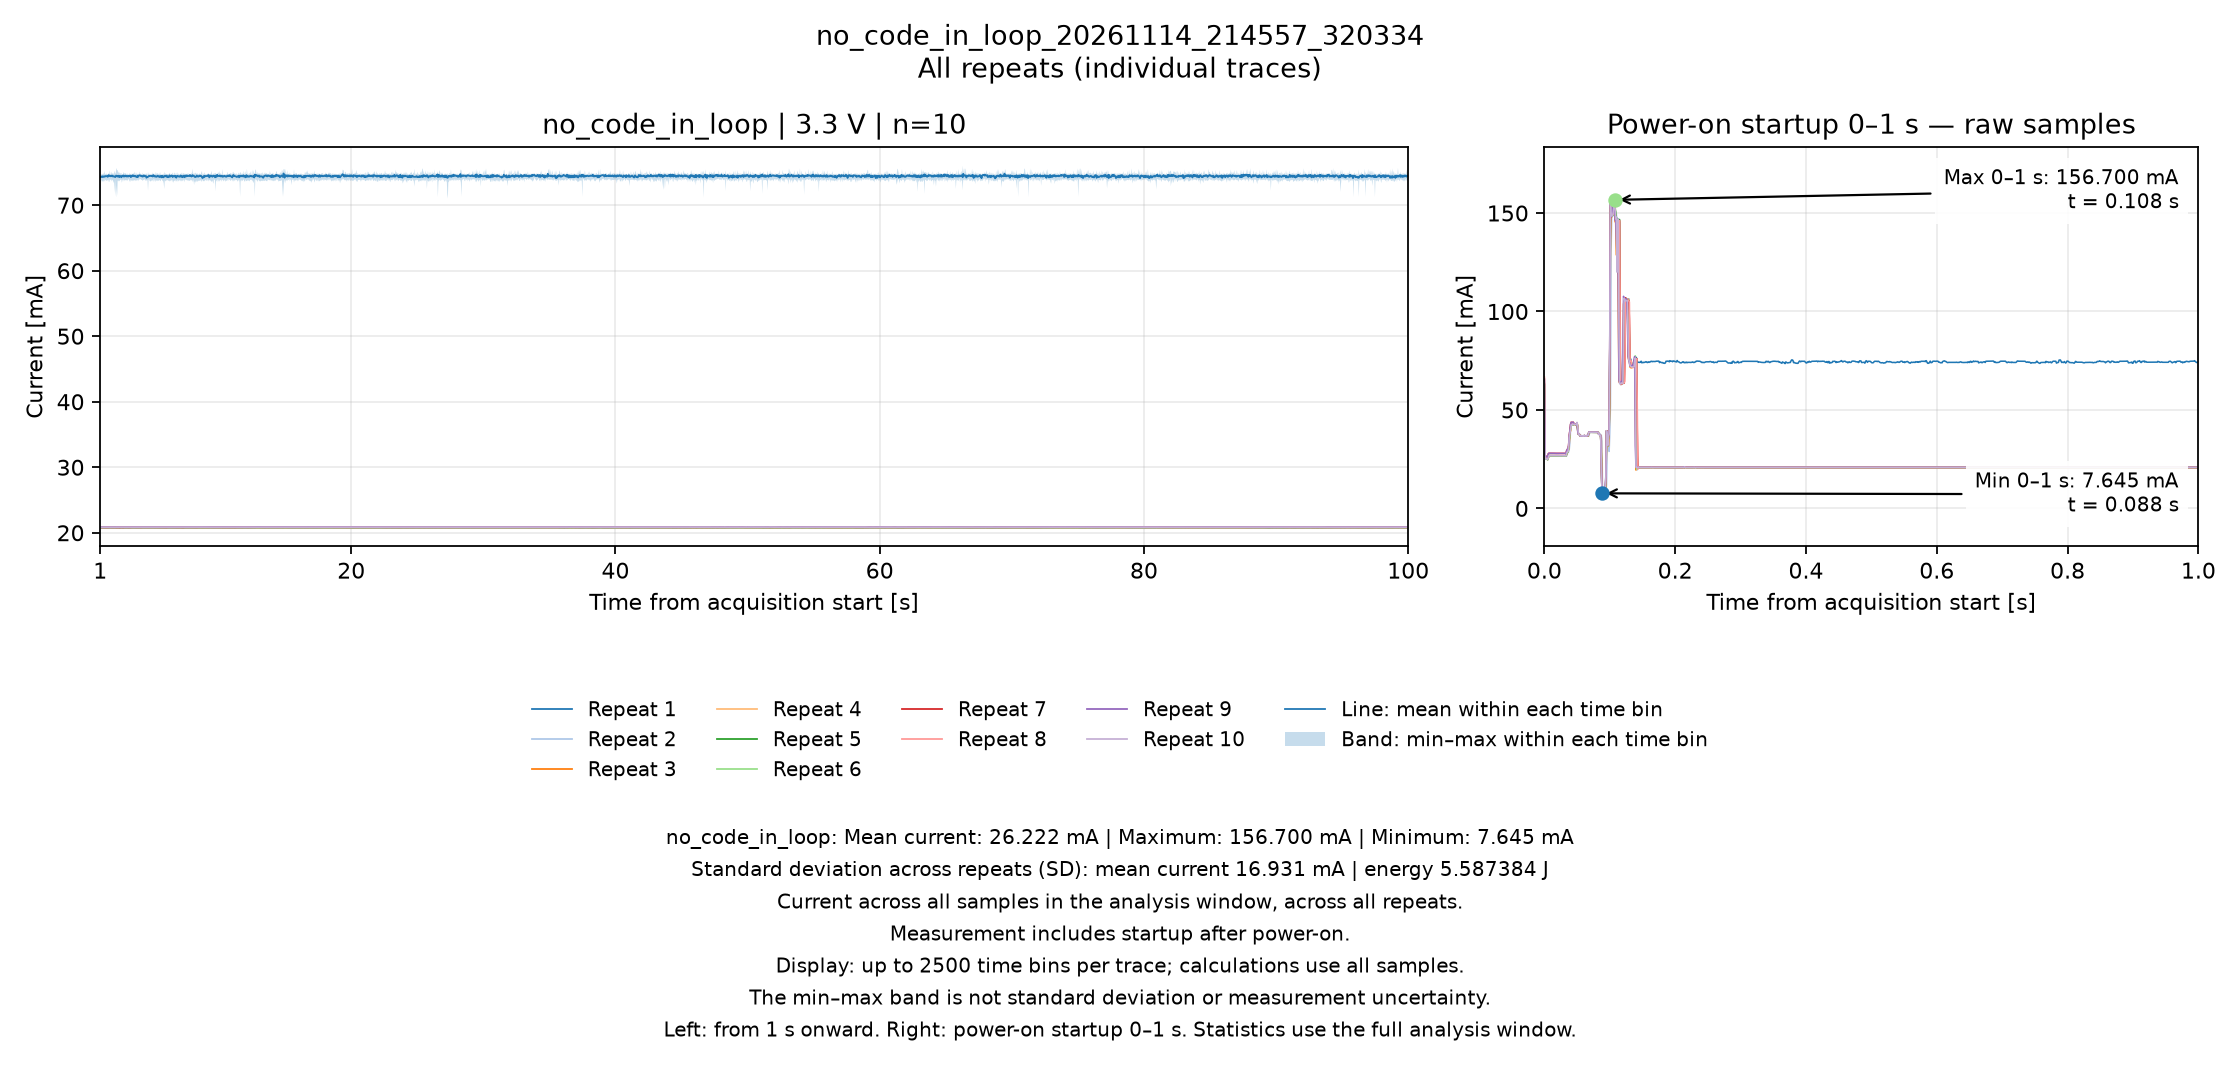 no_code_in_loop_20261114_214557_320334
All repeats (individual traces)
no_code_in_loop | 3.3 V | n=10
Current [mA]
70
60
50
40
30
20
1
20
40
60
80
100
Time from acquisition start [s]
Power-on startup 0–1 s — raw samples
Current [mA]
150
100
50
0
Max 0–1 s: 156.700 mA
t = 0.108 s
Min 0–1 s: 7.645 mA
t = 0.088 s
0.0
0.2
0.4
0.6
0.8
1.0
Time from acquisition start [s]
Repeat 1
Repeat 2
Repeat 3
Repeat 4
Repeat 5
Repeat 6
Repeat 7
Repeat 8
Repeat 9
Repeat 10
Line: mean within each time bin
Band: min–max within each time bin
no_code_in_loop: Mean current: 26.222 mA | Maximum: 156.700 mA | Minimum: 7.645 mA
Standard deviation across repeats (SD): mean current 16.931 mA | energy 5.587384 J
Current across all samples in the analysis window, across all repeats.
Measurement includes startup after power-on.
Display: up to 2500 time bins per trace; calculations use all samples.
The min–max band is not standard deviation or measurement uncertainty.
Left: from 1 s onward. Right: power-on startup 0–1 s. Statistics use the full analysis window.